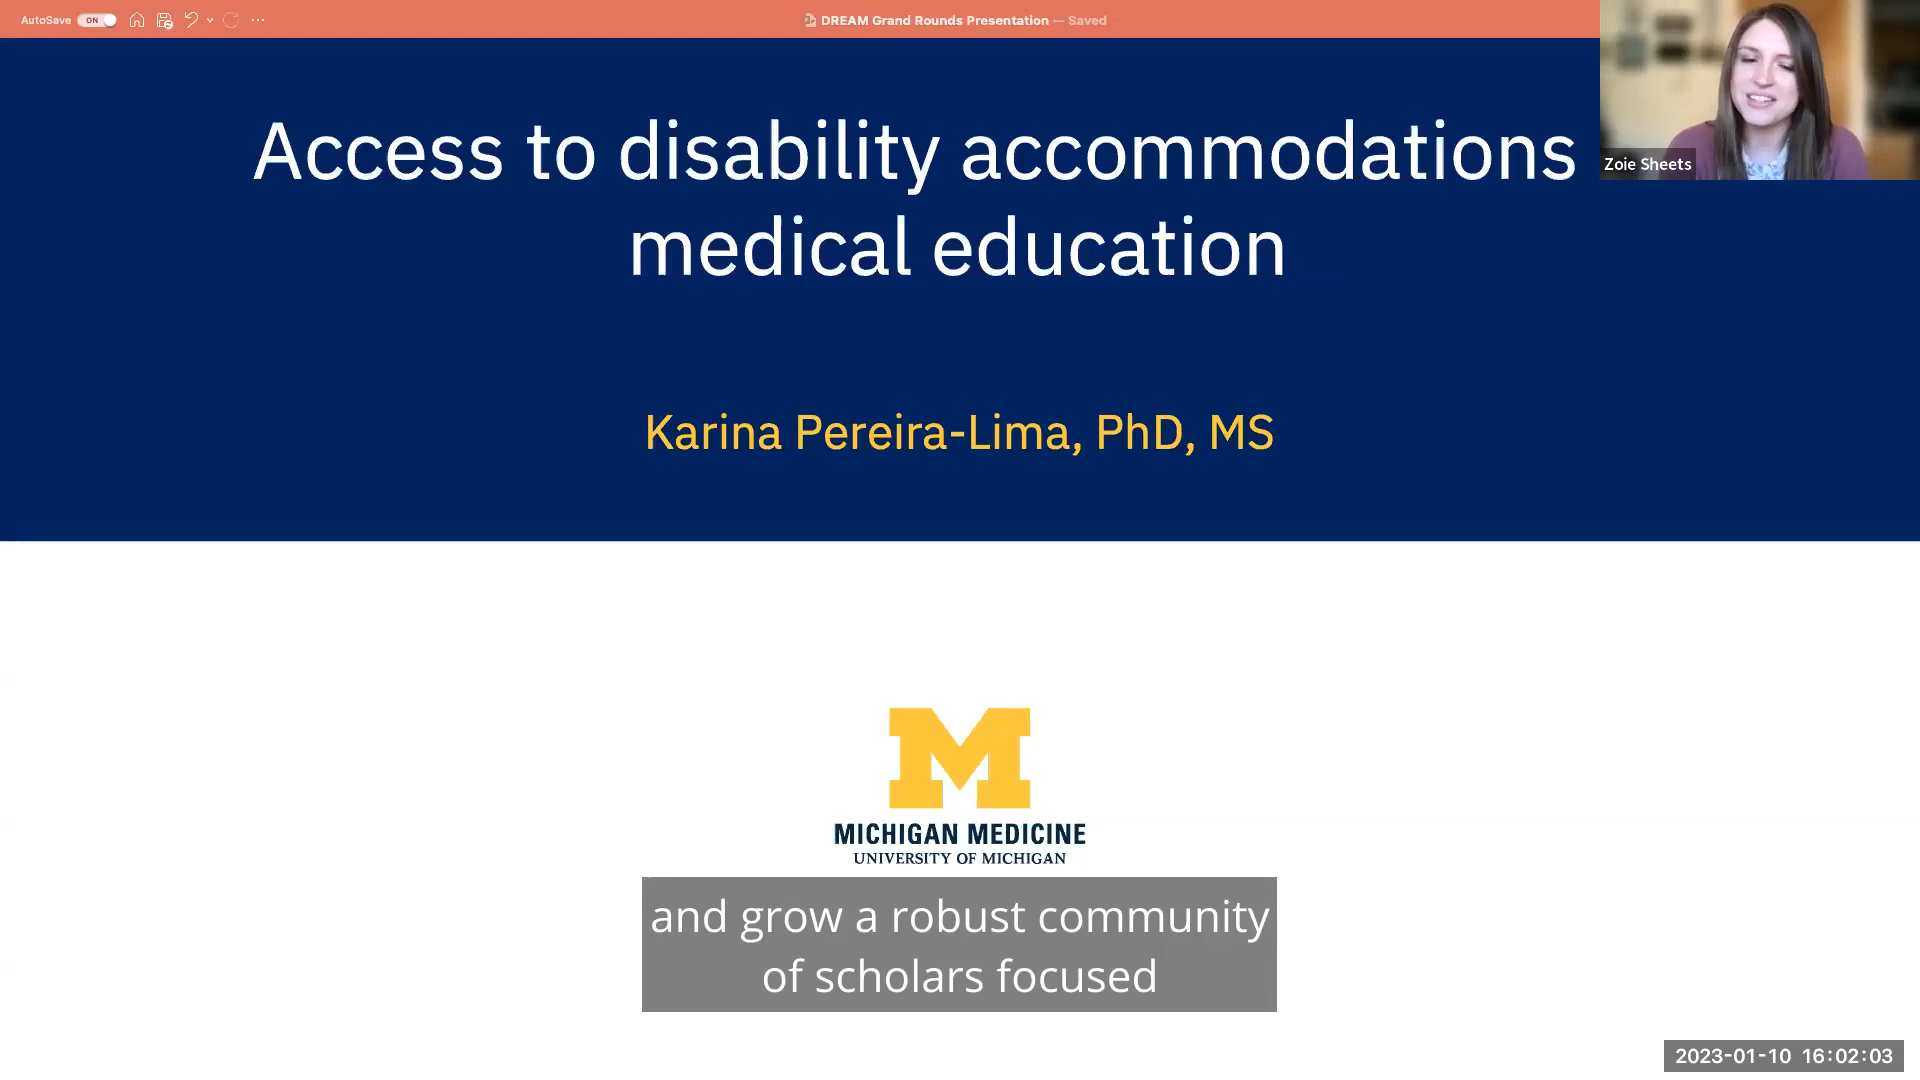 AutoSave ON
DREAM Grand Rounds Presentation — Saved
Access to disability accommodations
medical education
Zoie Sheets
Karina Pereira-Lima, PhD, MS
M
MICHIGAN MEDICINE
UNIVERSITY OF MICHIGAN
and grow a robust community
of scholars focused
2023-01-10 16:02:03